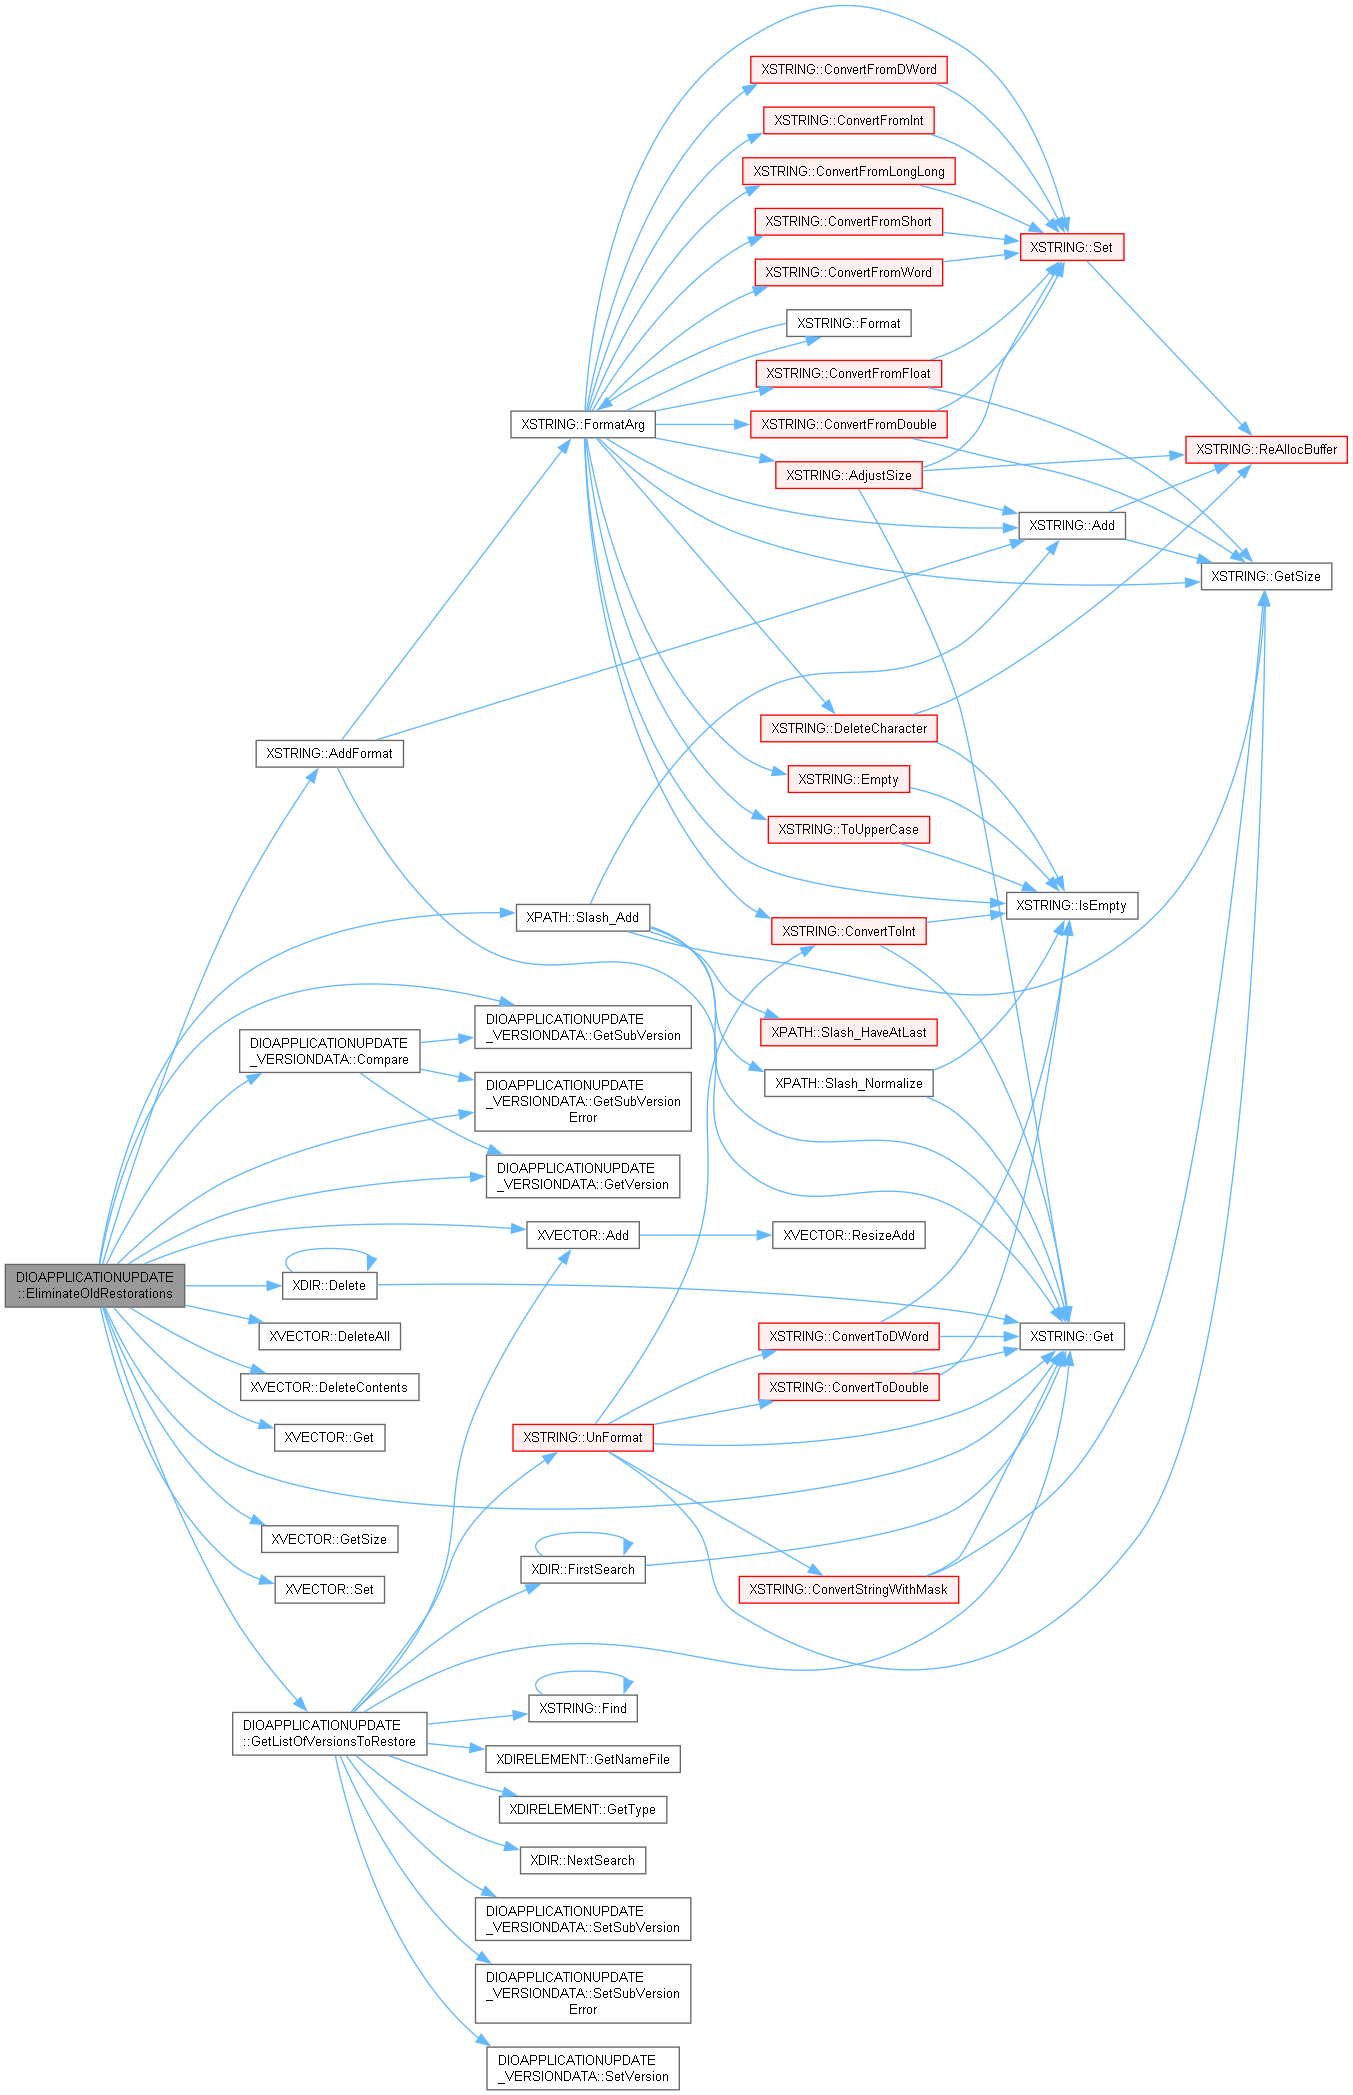 XSTRING::ConvertFromDWord
XSTRING::ConvertFromInt
XSTRING::ConvertFromLongLong
XSTRING::ConvertFromShort
XSTRING::Set
XSTRING::ConvertFromWord
XSTRING::Format
XSTRING::ConvertFromFloat
XSTRING::FormatArg
XSTRING::ConvertFromDouble
XSTRING::ReAllocBuffer
XSTRING::AdjustSize
XSTRING::Add
XSTRING::GetSize
XSTRING::DeleteCharacter
XSTRING::AddFormat
XSTRING::Empty
XSTRING::ToUpperCase
XSTRING::IsEmpty
XPATH::Slash_Add
XSTRING::ConvertToInt
DIOAPPLICATIONUPDATE
_VERSIONDATA::GetSubVersion
XPATH::Slash_HaveAtLast
DIOAPPLICATIONUPDATE
_VERSIONDATA::Compare
XPATH::Slash_Normalize
DIOAPPLICATIONUPDATE
_VERSIONDATA::GetSubVersion
Error
DIOAPPLICATIONUPDATE
_VERSIONDATA::GetVersion
XVECTOR::Add
XVECTOR::ResizeAdd
DIOAPPLICATIONUPDATE
::EliminateOldRestorations
XDIR::Delete
XVECTOR::DeleteAll
XSTRING::ConvertToDWord
XSTRING::Get
XVECTOR::DeleteContents
XSTRING::ConvertToDouble
XVECTOR::Get
XSTRING::UnFormat
XVECTOR::GetSize
XDIR::FirstSearch
XVECTOR::Set
XSTRING::ConvertStringWithMask
XSTRING::Find
DIOAPPLICATIONUPDATE
::GetListOfVersionsToRestore
XDIRELEMENT::GetNameFile
XDIRELEMENT::GetType
XDIR::NextSearch
DIOAPPLICATIONUPDATE
_VERSIONDATA::SetSubVersion
DIOAPPLICATIONUPDATE
_VERSIONDATA::SetSubVersion
Error
DIOAPPLICATIONUPDATE
_VERSIONDATA::SetVersion